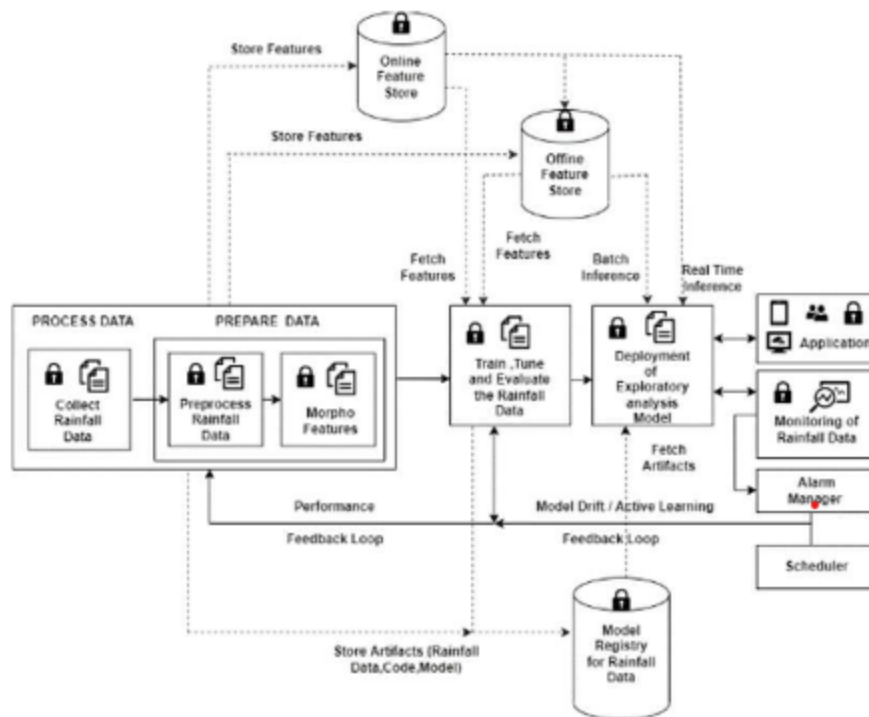 Store Features
Online
Feature
Store
Store Features
Offine
Feature
Store
Fetch
Features
Fetch
Features
Batch
Inference
Real Time
Inference
PROCESS DATA
PREPARE DATA
Collect
Rainfall
Data
Preprocess
Rainfall
Data
Morpho
Features
Train ,Tune
and Evaluate
the Rainfall
Data
Deployment
of
Exploratory
analysis
Model
Application
Monitoring of
Rainfall Data
Fetch
Artifacts
Alarm
Manager
Performance
Model Drift / Active Learning
Feedback Loop
Feedback Loop
Scheduler
Model
Registry
for Rainfall
Data
Store Artifacts (Rainfall
Data,Code,Model)